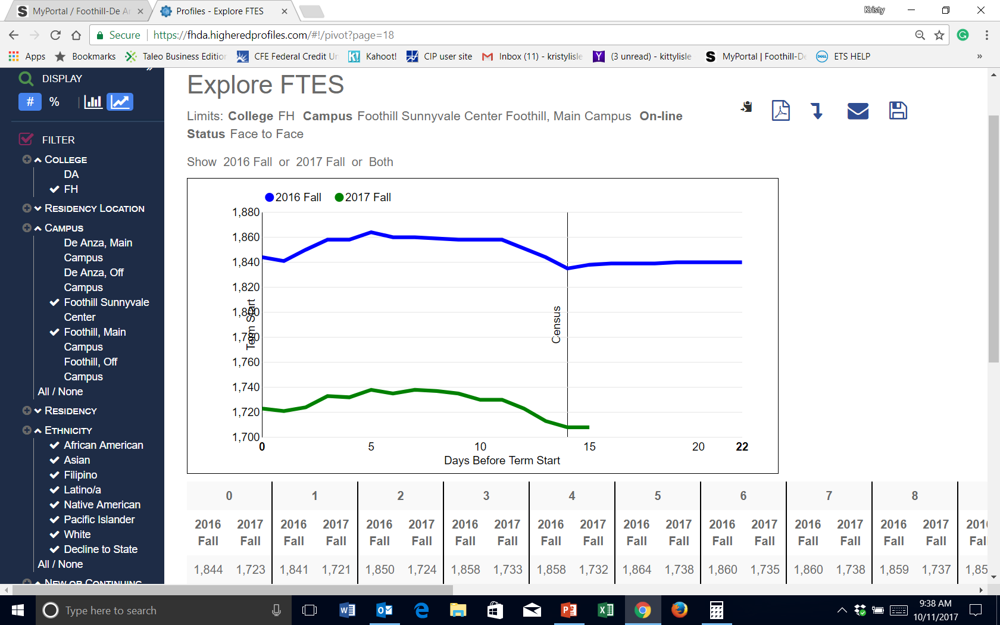 MyPortal / Foothill-De Ar
Profiles - Explore FTES
Kristy
Secure
https://fhda.higheredprofiles.com/#!/pivot?page=18
Apps Bookmarks Taleo Business Edition CFE Federal Credit Un Kahoot! CIP user site Inbox (11) - kristylisle (3 unread) - kittylisle MyPortal | Foothill-De ETS HELP
DISPLAY
# %
FILTER
COLLEGE
DA
FH
RESIDENCY LOCATION
CAMPUS
De Anza, Main
Campus
De Anza, Off
Campus
Foothill Sunnyvale
Center
Foothill, Main
Campus
Foothill, Off
Campus
All / None
RESIDENCY
ETHNICITY
African American
Asian
Filipino
Latino/a
Native American
Pacific Islander
White
Decline to State
All / None
NEW OR CONTINUING
Explore FTES
Limits: College FH Campus Foothill Sunnyvale Center Foothill, Main Campus On-line
Status Face to Face
Show 2016 Fall or 2017 Fall or Both
2016 Fall 2017 Fall
1,880
1,860
1,840
1,820
1,800
1,780
1,760
1,740
1,720
1,700
Term Start
Census
0 5 10 15 20 22
Days Before Term Start
0 1 2 3 4 5 6 7 8
2016 2017 2016 2017 2016 2017 2016 2017 2016 2017 2016 2017 2016 2017 2016 2017 2016 2017 201
Fall Fall Fall Fall Fall Fall Fall Fall Fall Fall Fall Fall Fall Fall Fall Fall Fall Fall Fal
1,844 1,723 1,841 1,721 1,850 1,724 1,858 1,733 1,858 1,732 1,864 1,738 1,860 1,735 1,860 1,738 1,859 1,737 1,85
Type here to search
9:38 AM
10/11/2017